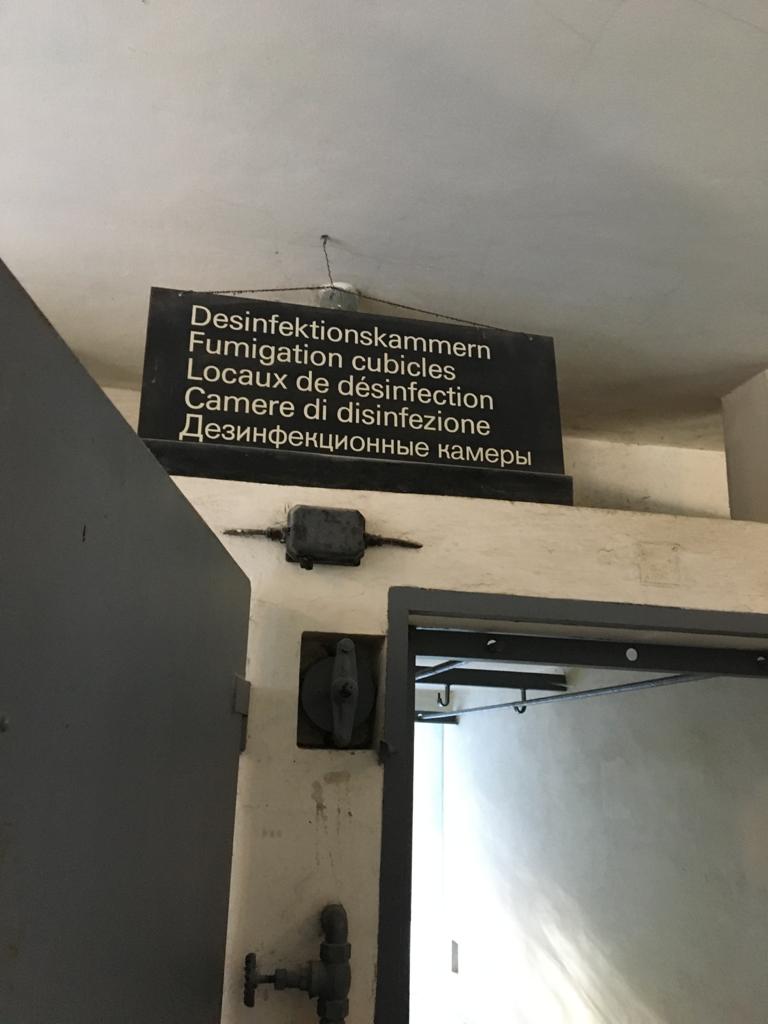 Desinfektionskammern
Fumigation cubicles
Locaux de désinfection
Camere di disinfezione
Дезинфекционные камеры